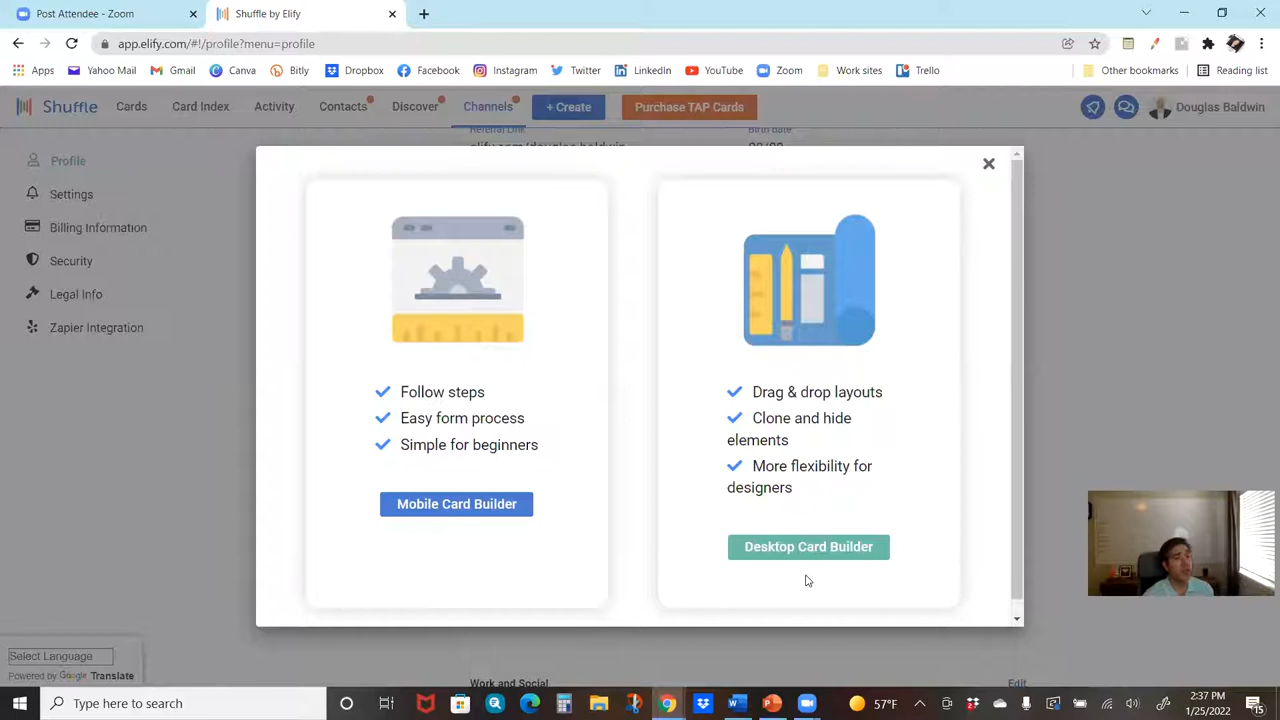 Post Attendee - Zoom
Shuffle by Elify
app.elify.com/#!/profile?menu=profile
Apps Yahoo Mail Gmail Canva Bitly Dropbox Facebook Instagram Twitter LinkedIn YouTube Zoom Work sites Trello Other bookmarks Reading list
Shuffle Cards Card Index Activity Contacts Discover Channels + Create Purchase TAP Cards Douglas Baldwin
Referral Link Birth date
Profile
Settings
Billing Information
Security
Legal Info
Zapier Integration
Follow steps
Easy form process
Simple for beginners
Mobile Card Builder
Drag & drop layouts
Clone and hide
elements
More flexibility for
designers
Desktop Card Builder
Select Language
Powered by Google Translate
Work and Social Edit
Type here to search
57°F
2:37 PM
1/25/2022
15